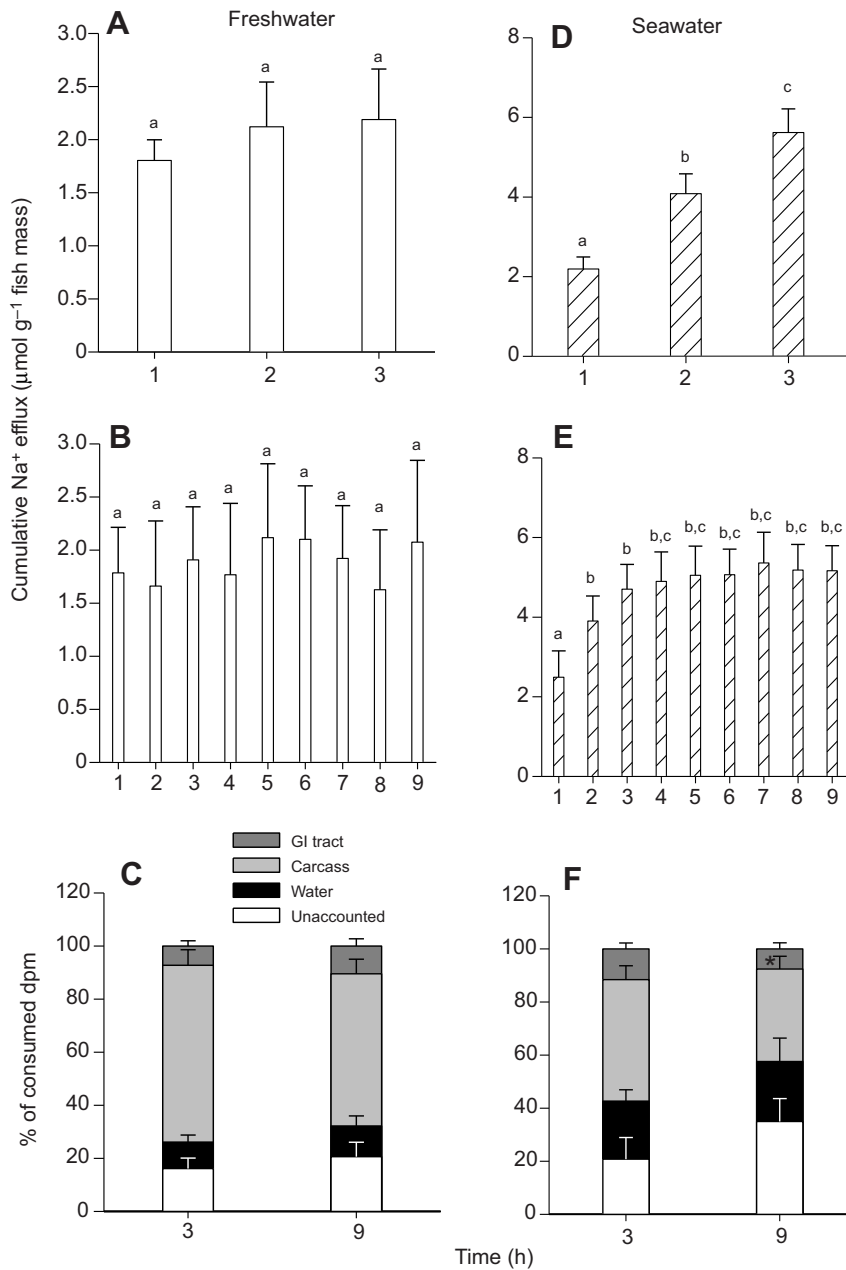 A
Freshwater
3.0
2.5
2.0
1.5
1.0
0.5
0
a
a
a
1
2
3
D
Seawater
8
6
4
2
0
a
b
c
1
2
3
Cumulative Na⁺ efflux (µmol g⁻¹ fish mass)
B
3.0
2.5
2.0
1.5
1.0
0.5
0
a
a
a
a
a
a
a
a
a
1 2 3 4 5 6 7 8 9
E
8
6
4
2
0
a
b
b
b,c
b,c
b,c
b,c
b,c
b,c
1 2 3 4 5 6 7 8 9
GI tract
Carcass
Water
Unaccounted
C
120
100
80
60
40
20
0
3
9
% of consumed dpm
F
120
100
80
60
40
20
0
*
3
9
Time (h)